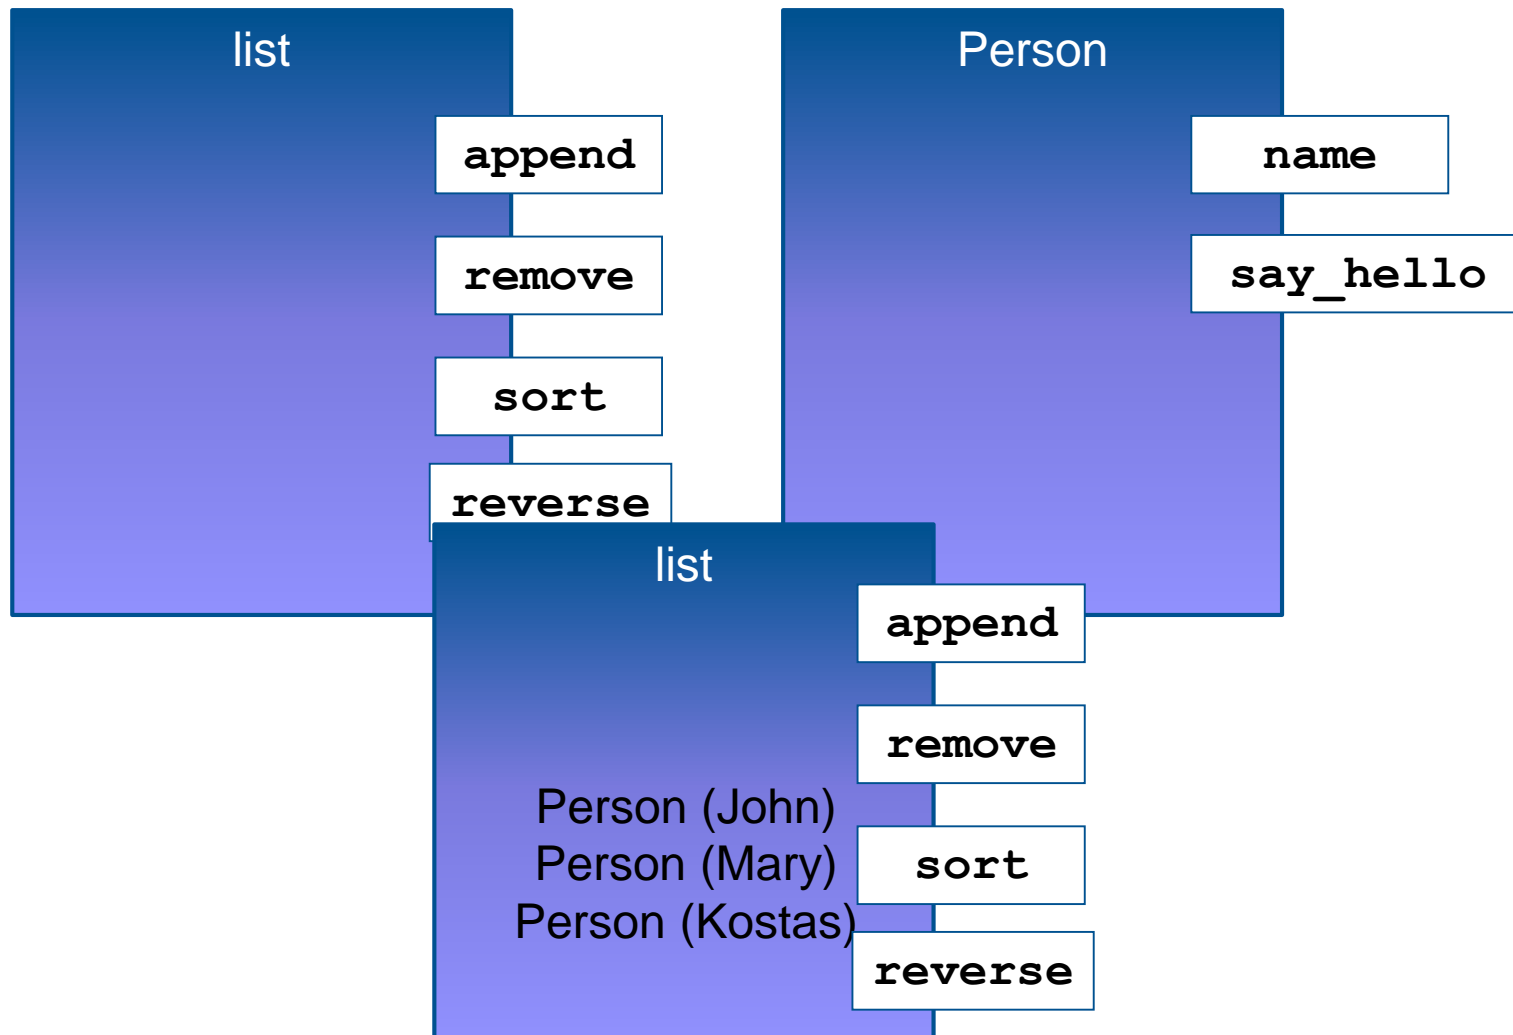 list
append
remove
sort
reverse
Person
name
say_hello
list
append
remove
sort
reverse
Person (John)
Person (Mary)
Person (Kostas)